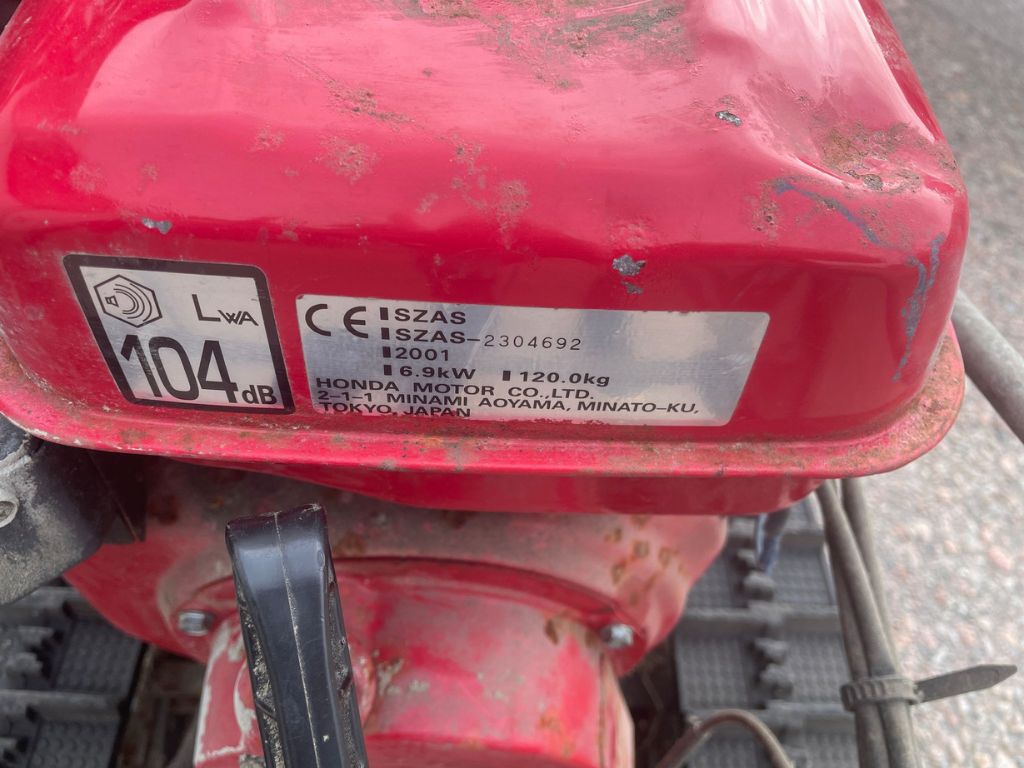 LWA
104dB
CE SZAS
SZAS-2304692
2001
6.9kW 120.0kg
HONDA MOTOR CO.,LTD.
2-1-1 MINAMI AOYAMA, MINATO-KU,
TOKYO, JAPAN